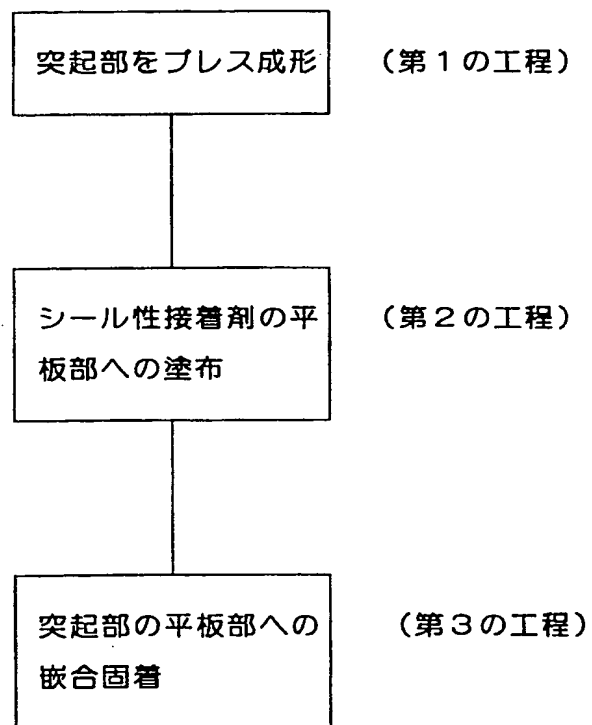 突起部をプレス成形 (第1の工程)
シール性接着剤の平 (第2の工程)
板部への塗布
突起部の平板部への (第3の工程)
嵌合固着